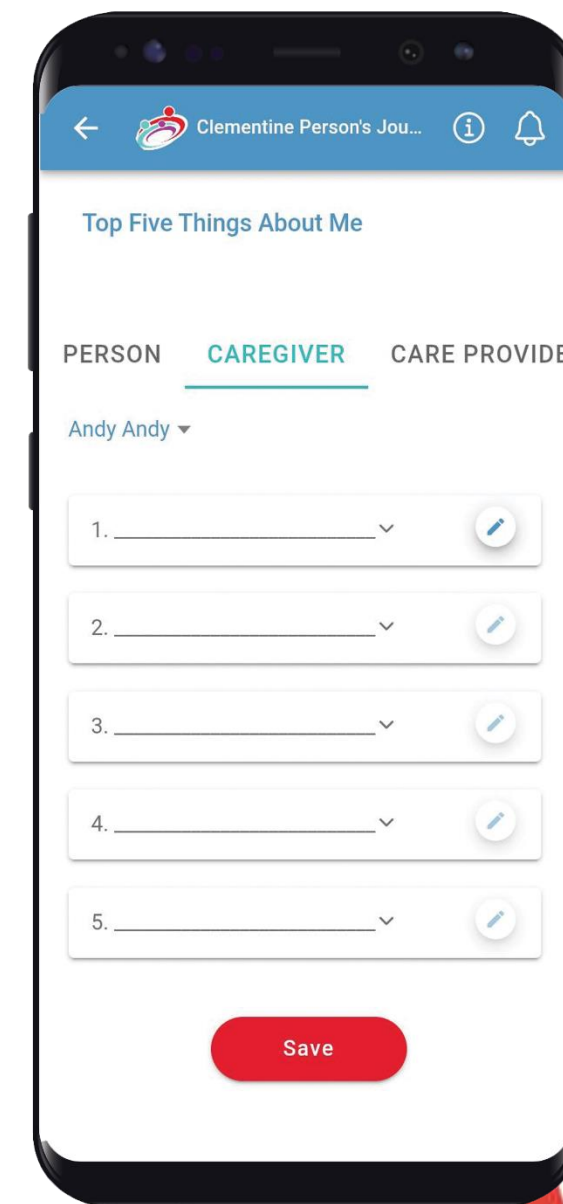 Clementine Person's Jou...
Top Five Things About Me
PERSON CAREGIVER CARE PROVIDE
Andy Andy
1. ____________________
2. ____________________
3. ____________________
4. ____________________
5. ____________________
Save